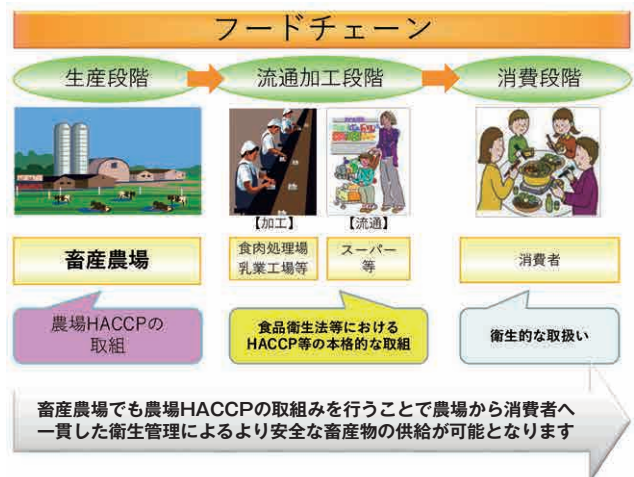 フードチェーン
生産段階
流通加工段階
消費段階
【加工】
【流通】
畜産農場
食肉処理場
乳業工場等
スーパー
等
消費者
農場HACCPの
取組
食品衛生法等における
HACCP等の本格的な取組
衛生的な取扱い
畜産農場でも農場HACCPの取組みを行うことで農場から消費者へ
一貫した衛生管理によるより安全な畜産物の供給が可能となります